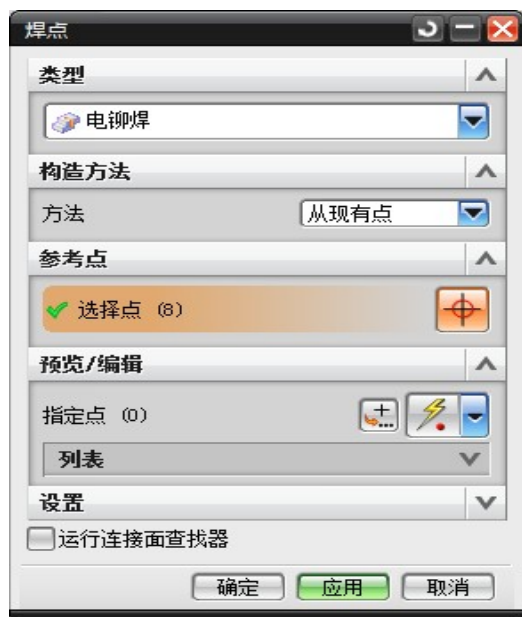 焊点
类型
电铆焊
构造方法
方法 从现有点
参考点
选择点 (8)
预览/编辑
指定点 (0)
列表
设置
运行连接面查找器
确定 应用 取消